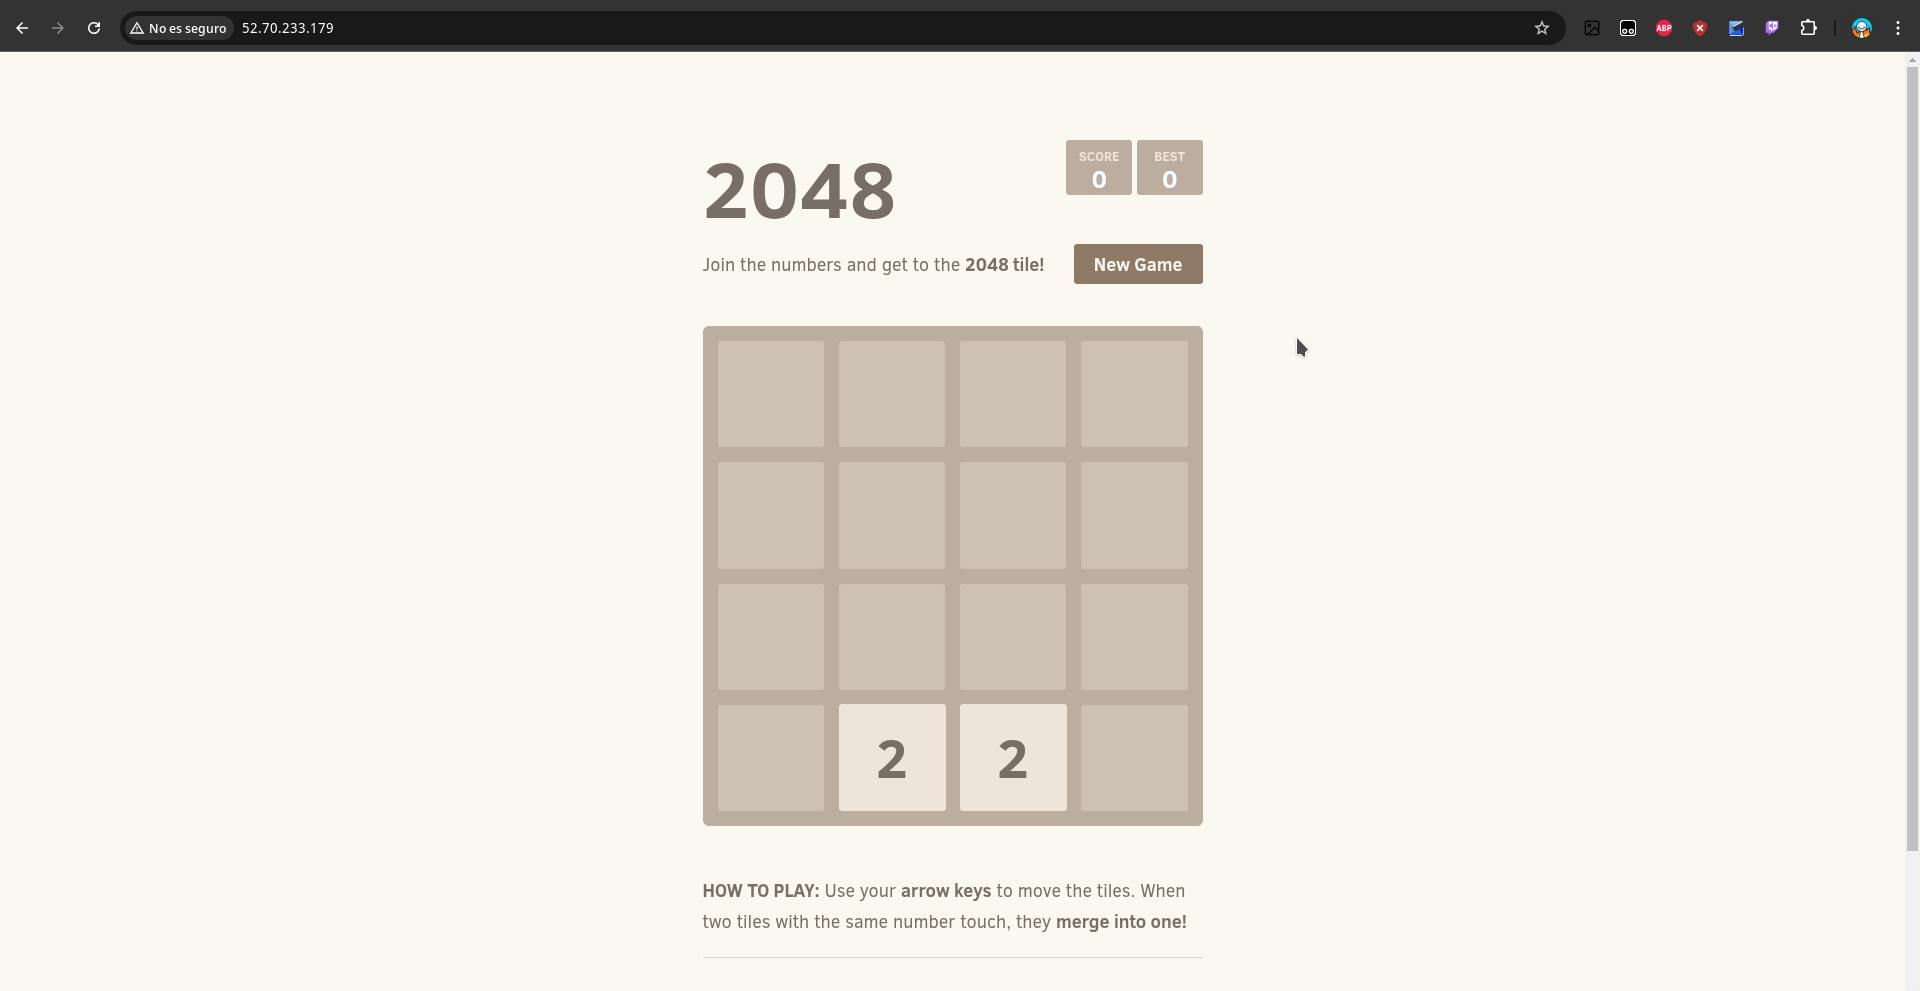 No es seguro 52.70.233.179
ABP
2048
SCORE BEST
0 0
Join the numbers and get to the 2048 tile!
New Game
2 2
HOW TO PLAY: Use your arrow keys to move the tiles. When
two tiles with the same number touch, they merge into one!